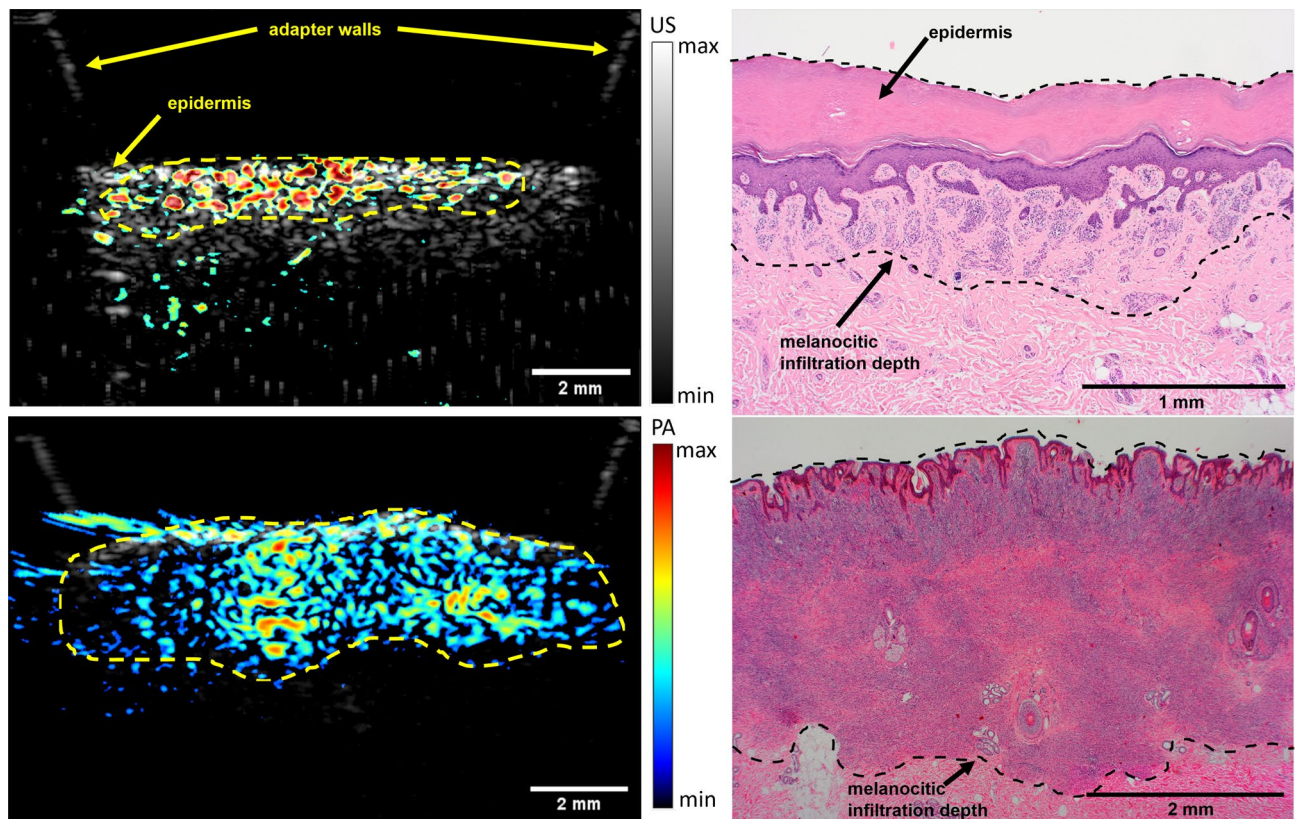 adapter walls
epidermis
2 mm
US
max
min
epidermis
melanocitic
infiltration depth
1 mm
2 mm
PA
max
min
melanocitic
infiltration depth
2 mm